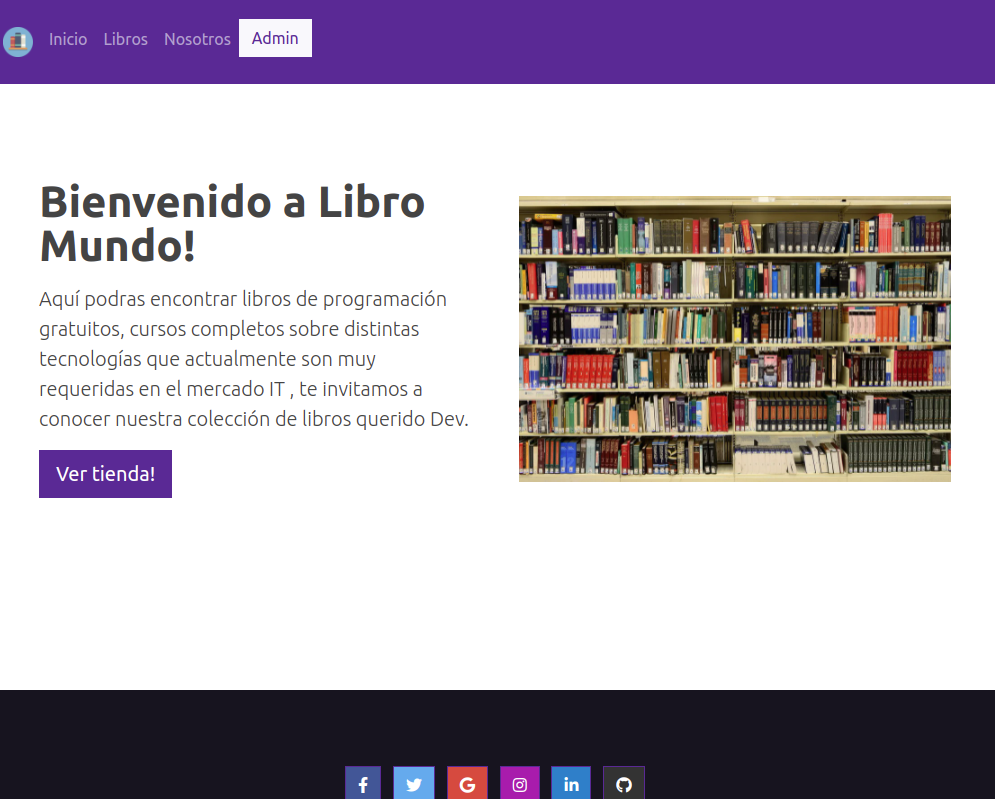 Inicio Libros Nosotros Admin
Bienvenido a Libro
Mundo!
Aquí podras encontrar libros de programación
gratuitos, cursos completos sobre distintas
tecnologías que actualmente son muy
requeridas en el mercado IT , te invitamos a
conocer nuestra colección de libros querido Dev.
Ver tienda!